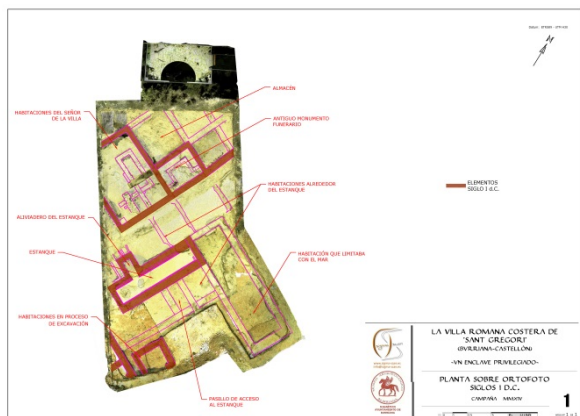 ALMACÉN
HABITACIONES DEL SEÑOR
DE LA VILLA
ANTIGUO MONUMENTO
FUNERARIO
HABITACIONES ALREDEDOR
DEL ESTANQUE
ELEMENTOS
SIGLO I d.C.
ALIVIADERO DEL ESTANQUE
ESTANQUE
HABITACIÓN QUE LIMITABA
CON EL MAR
HABITACIONES EN PROCESO
DE EXCAVACIÓN
PASILLO DE ACCESO
AL ESTANQUE
LA VILLA ROMANA COSTERA DE
'SANT GREGORI'
(BVRRIANA-CASTELLÓN)
-VN ENCLAVE PRIVILEGIADO-
PLANTA SOBRE ORTOFOTO
SIGLOS I D.C.
CAMPAÑA MMXIV
1